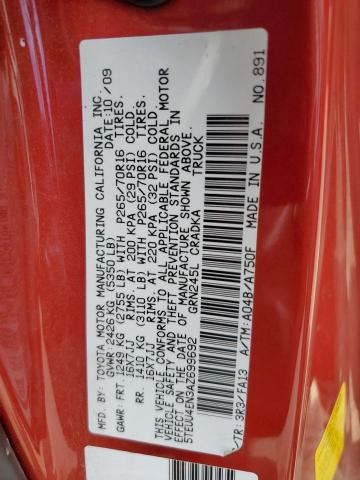 MFD. BY: TOYOTA MOTOR MANUFACTURING CALIFORNIA INC.
GVWR: 2426 KG (5350 LB) DATE: 10/09
GAWR: FRT. 1249 KG (2755 LB) WITH P265/70R16 TIRES.
16X7JJ RIMS. AT 200 KPA (29 PSI) COLD
RR. 1410 KG (3110 LB) WITH P265/70R16 TIRES.
16X7JJ RIMS. AT 220 KPA (32 PSI) COLD.
THIS VEHICLE CONFORMS TO ALL APPLICABLE FEDERAL MOTOR
VEHICLE SAFETY AND THEFT PREVENTION STANDARDS IN
EFFECT ON THE DATE OF MANUFACTURE SHOWN ABOVE.
5TEUU4EN3AZ699692 GRN245L-CRADKA TRUCK
C/TR: 3R3/FA13 A/TM: A04B/A750F MADE IN U.S.A. NO.891